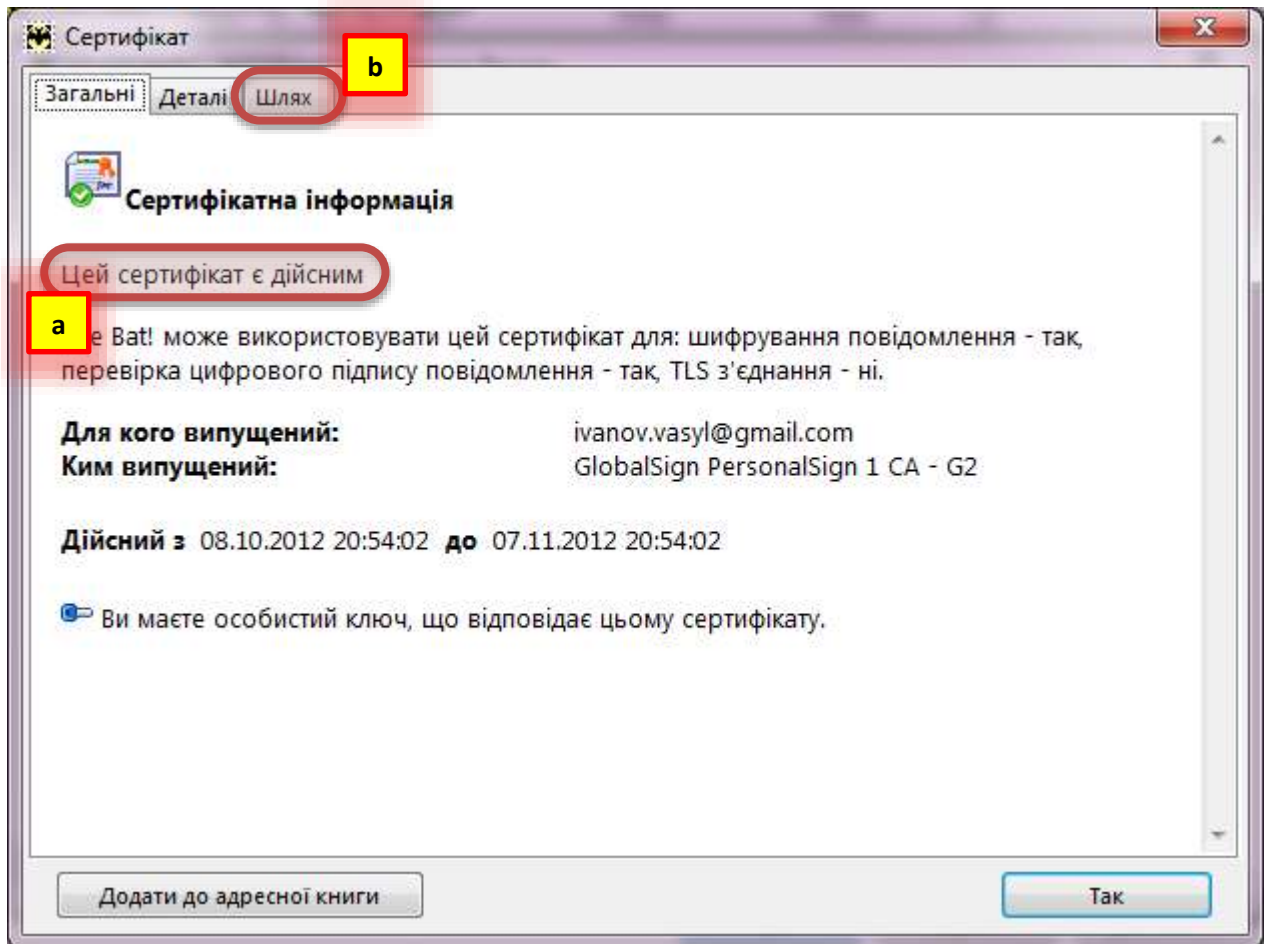 Сертифікат
b
Загальні Деталі Шлях
Сертифікатна інформація
Цей сертифікат є дійсним
a
e Bat! може використовувати цей сертифікат для: шифрування повідомлення - так,
перевірка цифрового підпису повідомлення - так, TLS з'єднання - ні.
Для кого випущений: ivanov.vasyl@gmail.com
Ким випущений: GlobalSign PersonalSign 1 CA - G2
Дійсний з 08.10.2012 20:54:02 до 07.11.2012 20:54:02
Ви маєте особистий ключ, що відповідає цьому сертифікату.
Додати до адресної книги Так